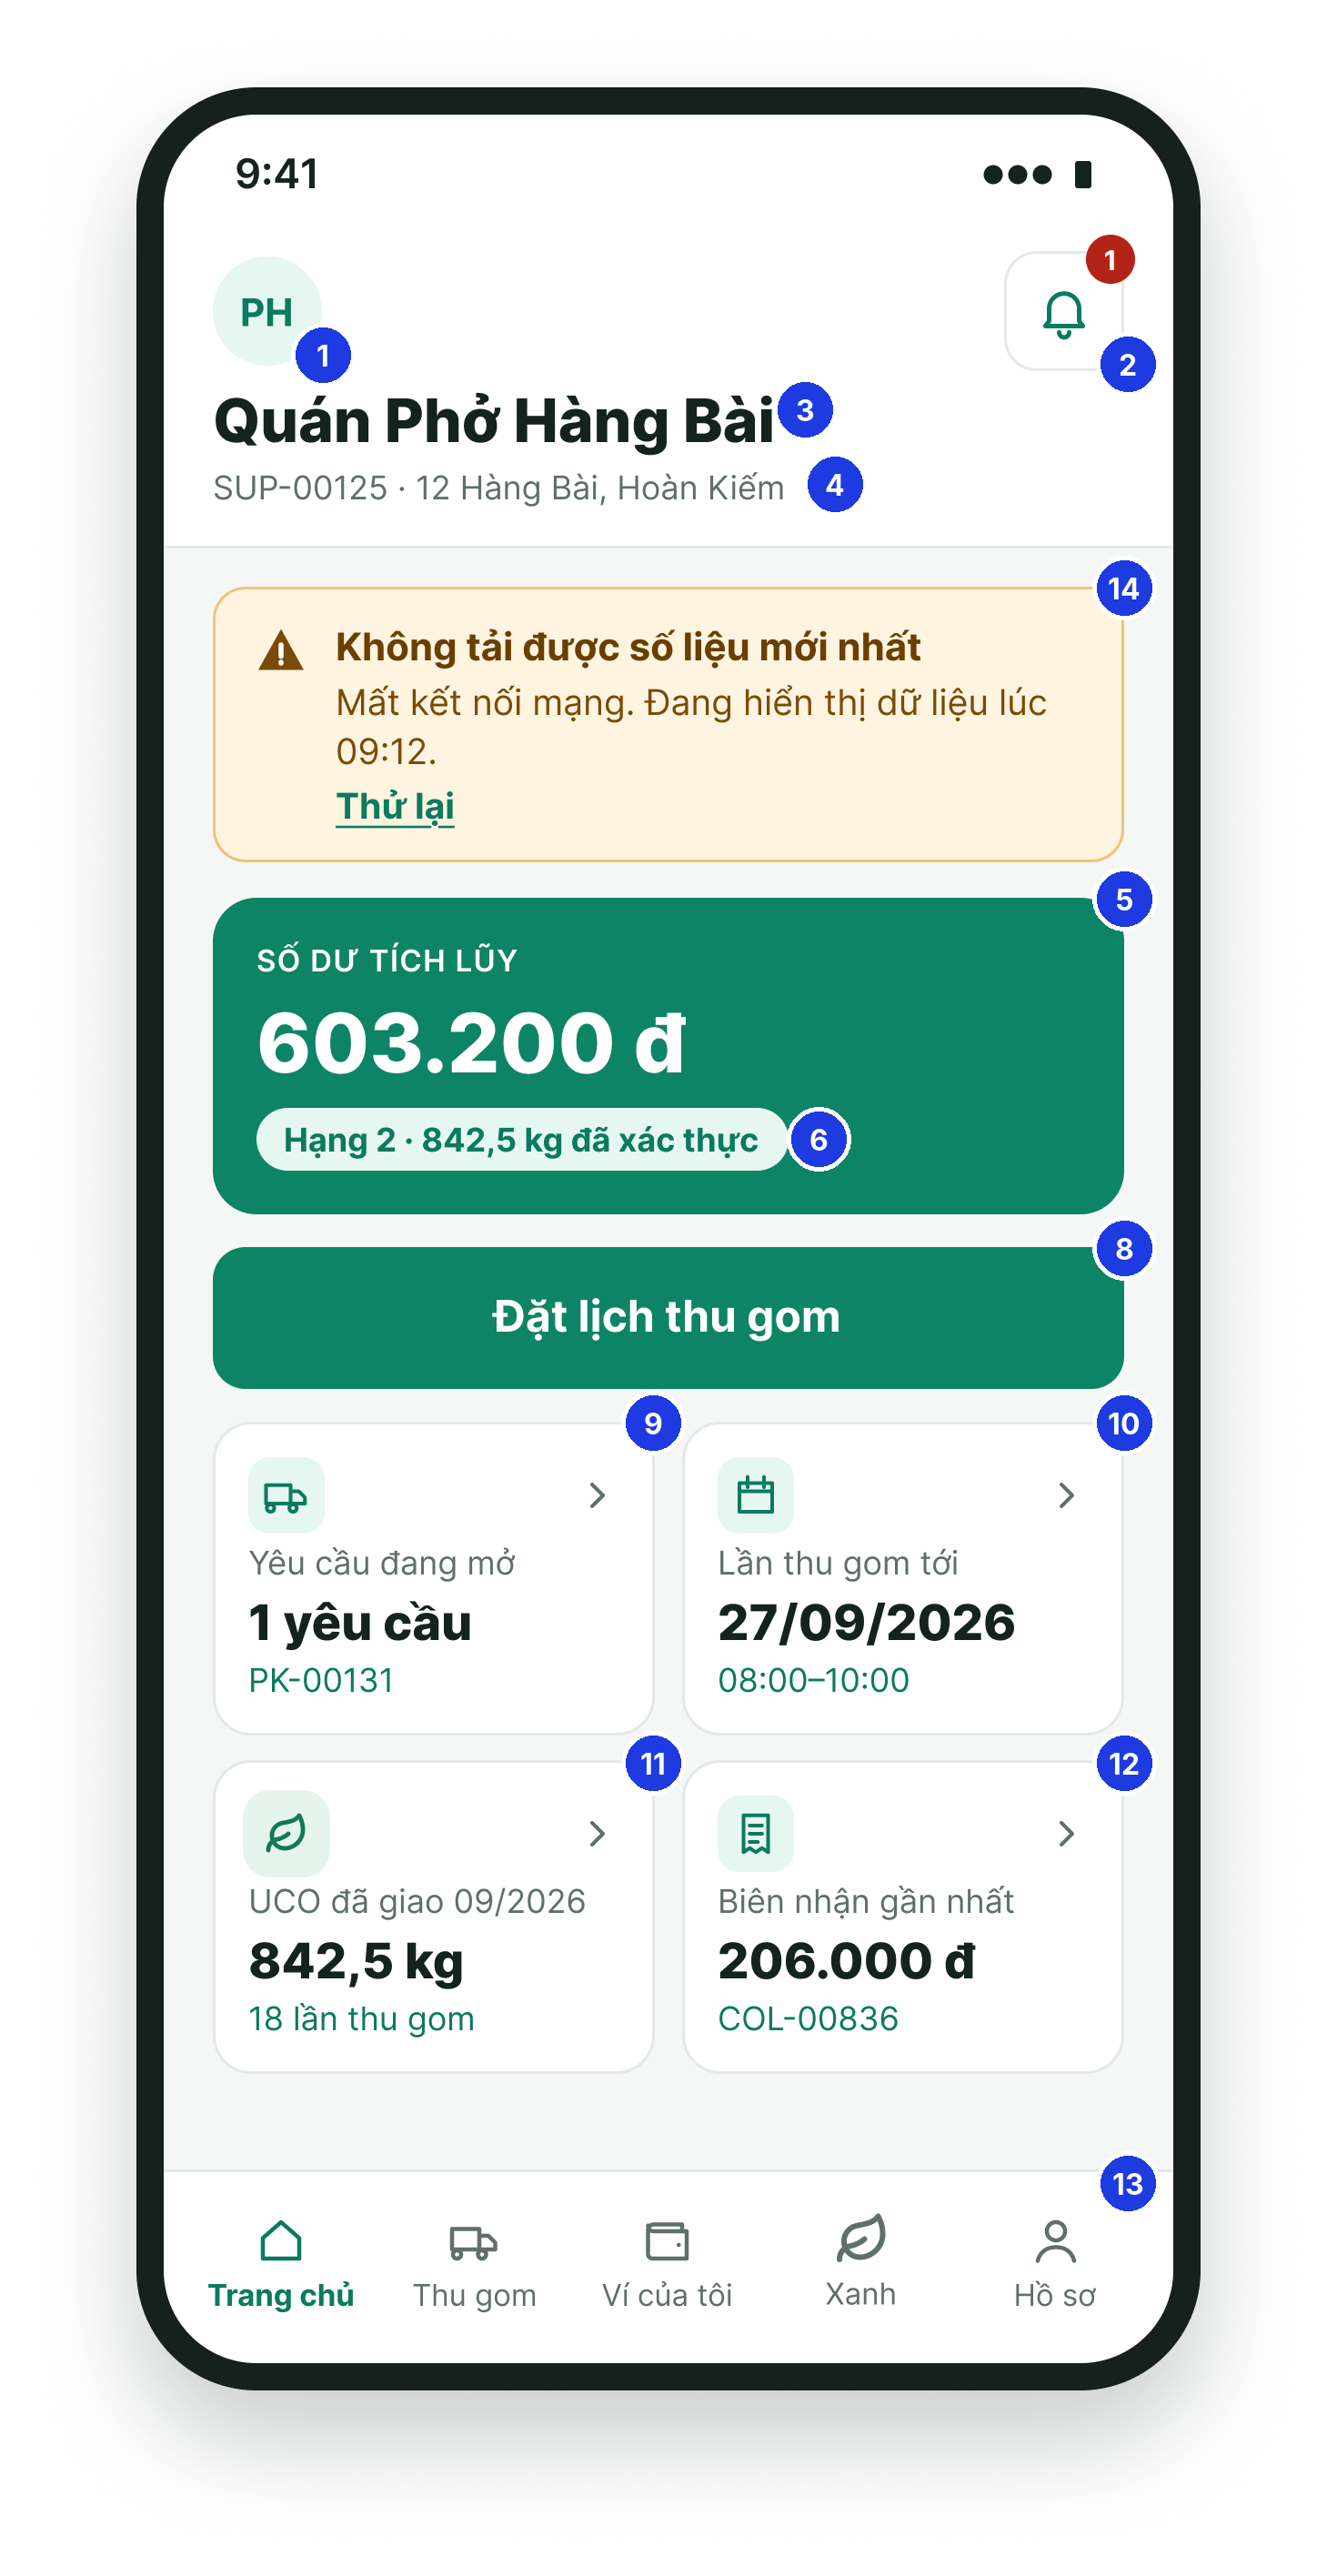 9:41
1
PH
1
2
Quán Phở Hàng Bài
3
SUP-00125 · 12 Hàng Bài, Hoàn Kiếm
4
14
Không tải được số liệu mới nhất
Mất kết nối mạng. Đang hiển thị dữ liệu lúc
09:12.
Thử lại
5
SỐ DƯ TÍCH LŨY
603.200 đ
Hạng 2 · 842,5 kg đã xác thực
6
8
Đặt lịch thu gom
9
Yêu cầu đang mở
1 yêu cầu
PK-00131
10
Lần thu gom tới
27/09/2026
08:00–10:00
11
UCO đã giao 09/2026
842,5 kg
18 lần thu gom
12
Biên nhận gần nhất
206.000 đ
COL-00836
13
Trang chủ
Thu gom
Ví của tôi
Xanh
Hồ sơ